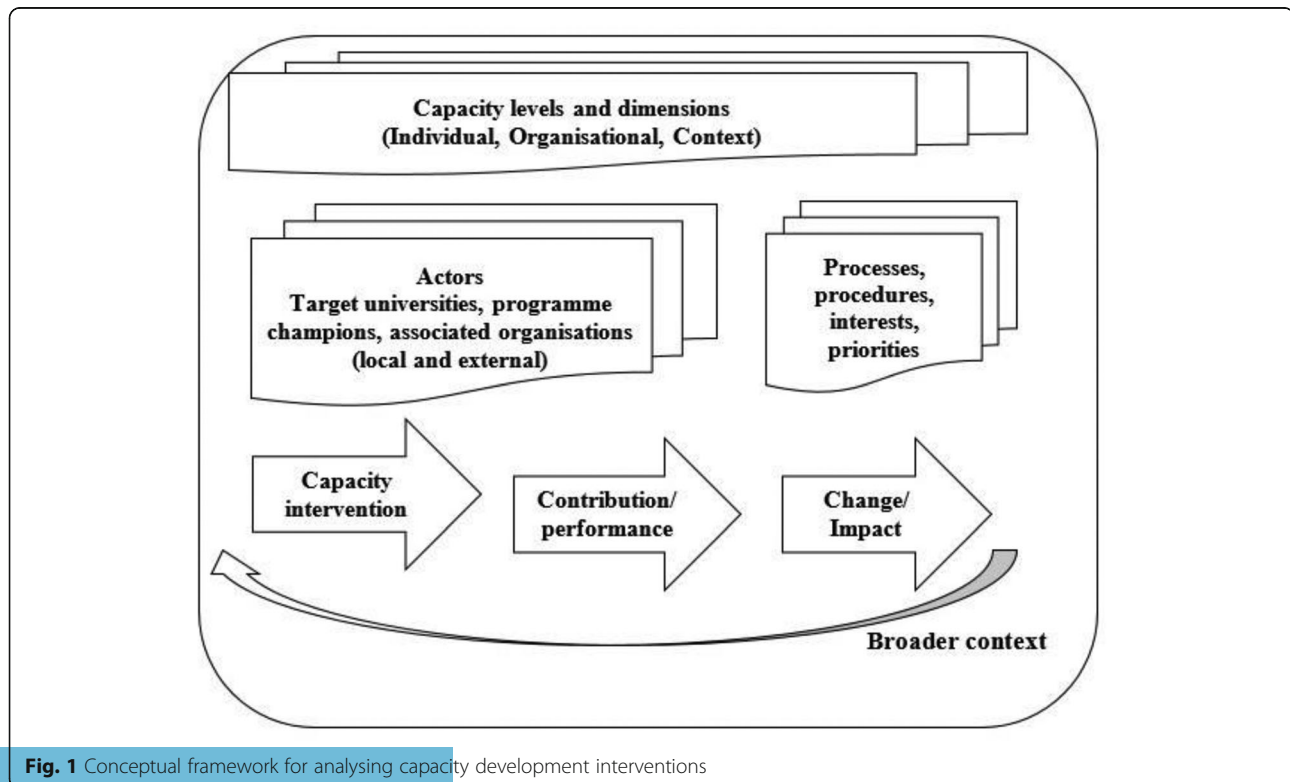 Capacity levels and dimensions
(Individual, Organisational, Context)
Actors
Target universities, programme
champions, associated organisations
(local and external)
Processes,
procedures,
interests,
priorities
Capacity
intervention
Contribution/
performance
Change/
Impact
Broader context
Fig. 1 Conceptual framework for analysing capacity development interventions